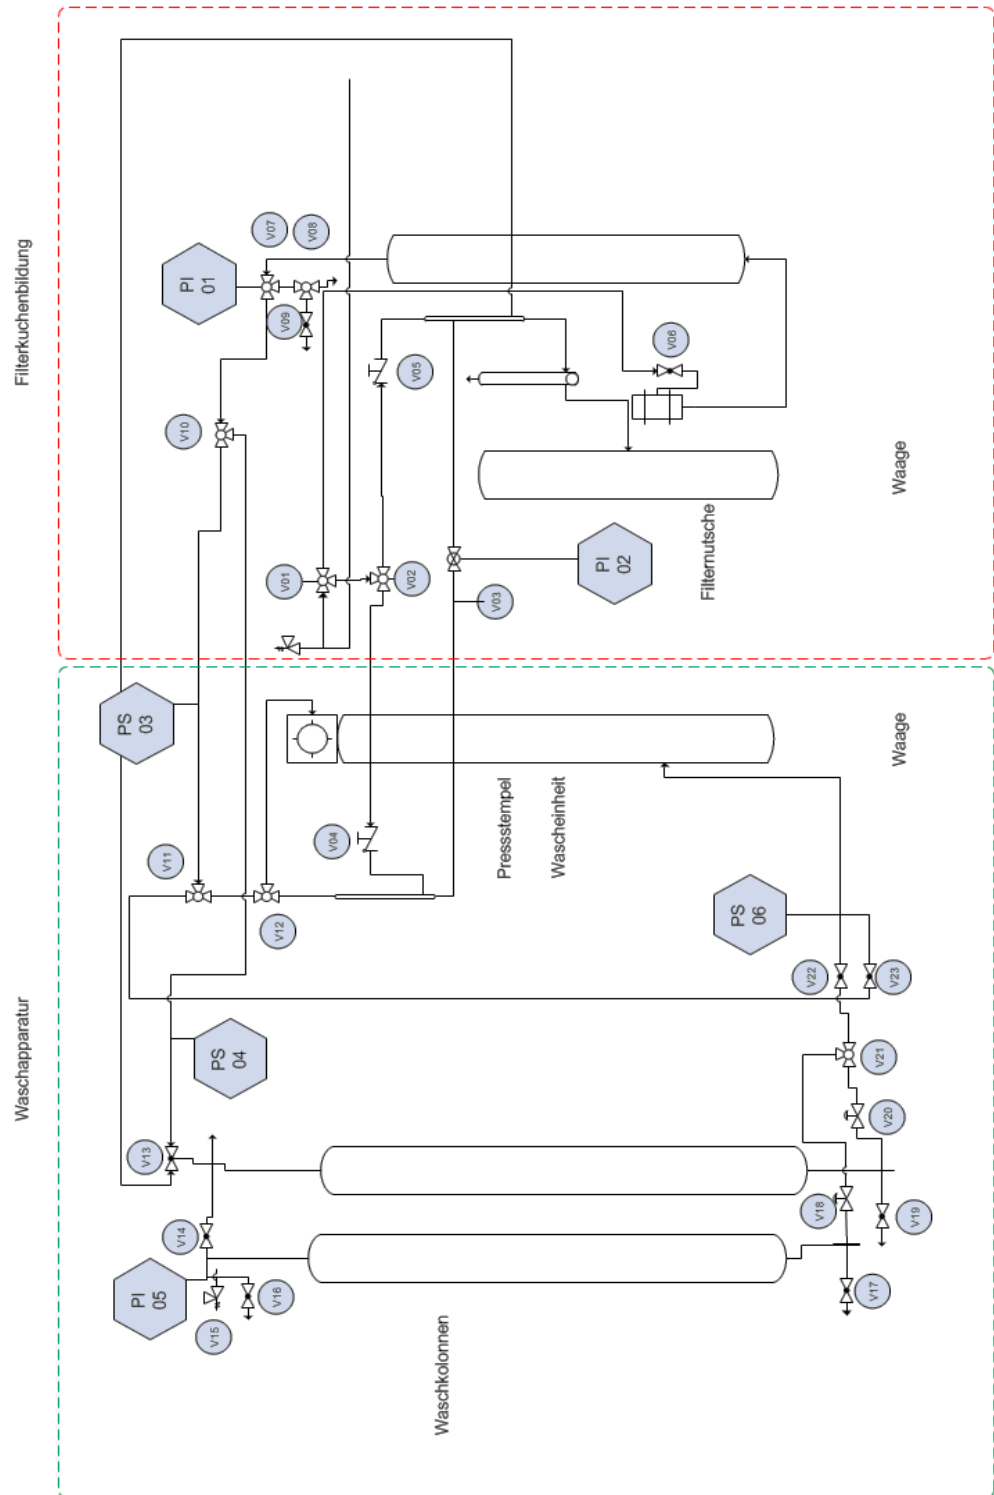 Filterkuchenbildung
PI
01
V07
V08
V09
V10
V05
V06
V01
V02
V03
PI
02
Filternutsche
Waage
Waschapparatur
PS
03
V11
V12
V04
Pressstempel
Wascheinheit
Waage
PS
04
PS
06
V22
V23
V21
V20
V13
V14
V18
V19
PI
05
V15
V16
V17
Waschkolonnen